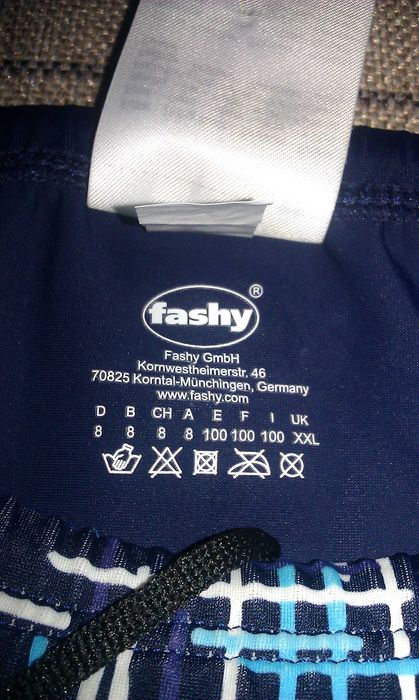 fashy®
Fashy GmbH
Kornwestheimerstr. 46
70825 Korntal-Münchingen, Germany
www.fashy.com
D B CH A E F I UK
8 8 8 8 100 100 100 XXL